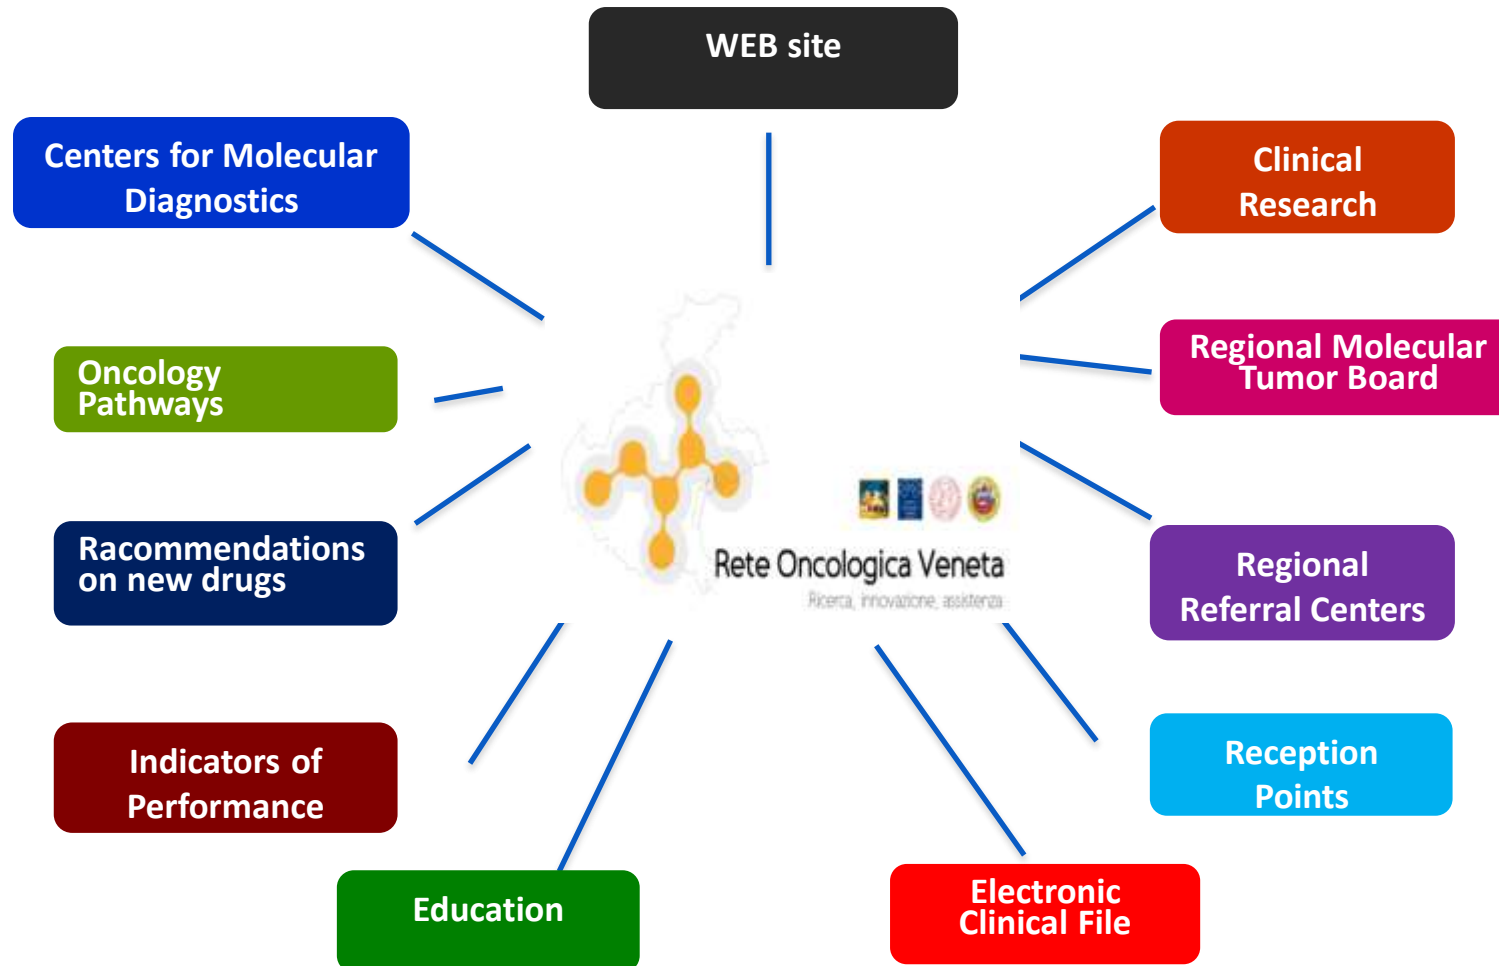 WEB site
Centers for Molecular
Diagnostics
Clinical
Research
Oncology
Pathways
Regional Molecular
Tumor Board
Racommendations
on new drugs
Rete Oncologica Veneta
Ricerca, innovazione, assistenza
Regional
Referral Centers
Indicators of
Performance
Reception
Points
Education
Electronic
Clinical File